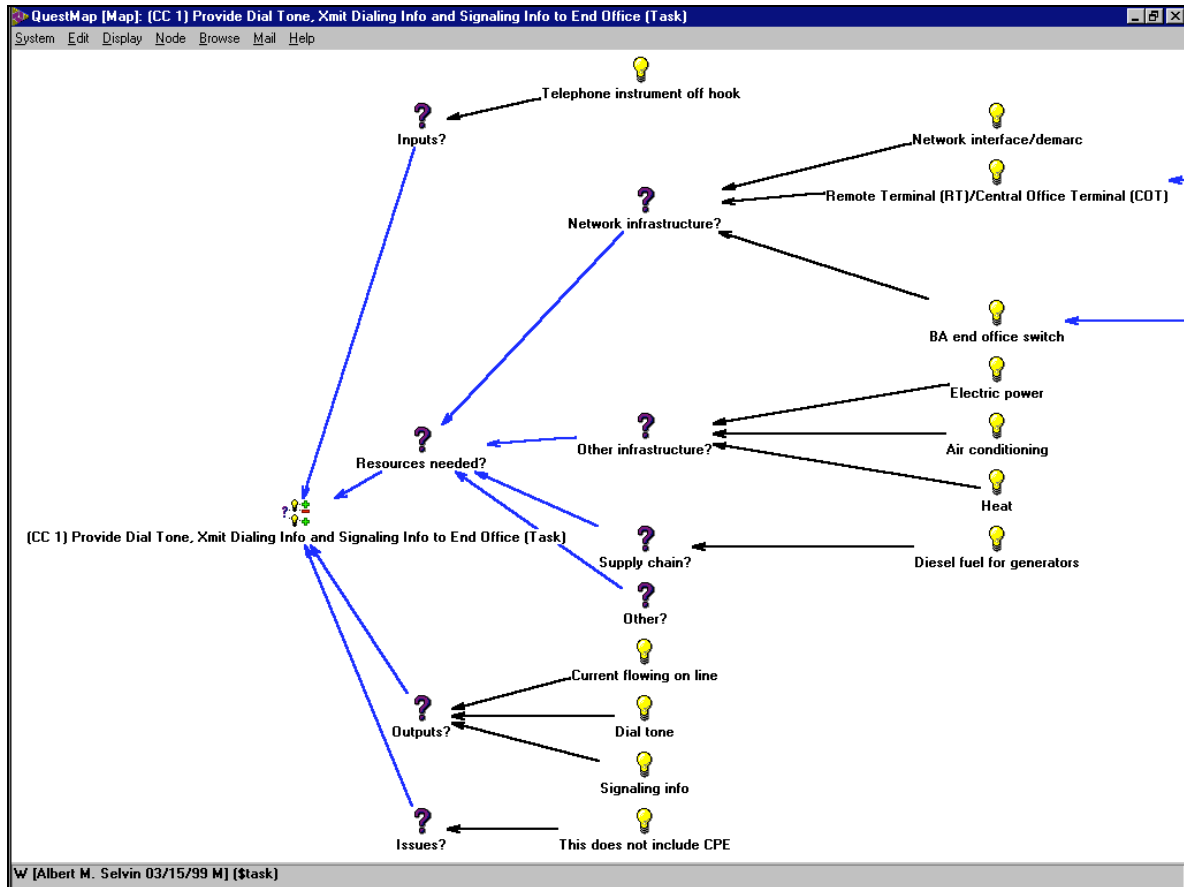 QuestMap [Map]: (CC 1) Provide Dial Tone, Xmit Dialing Info and Signaling Info to End Office (Task)
System Edit Display Node Browse Mail Help
Telephone instrument off hook
Inputs?
Network interface/demarc
Remote Terminal (RT)/Central Office Terminal (COT)
Network infrastructure?
BA end office switch
Electric power
Other infrastructure?
Air conditioning
Resources needed?
Heat
(CC 1) Provide Dial Tone, Xmit Dialing Info and Signaling Info to End Office (Task)
Supply chain?
Diesel fuel for generators
Other?
Current flowing on line
Outputs?
Dial tone
Signaling info
Issues?
This does not include CPE
W [Albert M. Selvin 03/15/99 M] ($task)